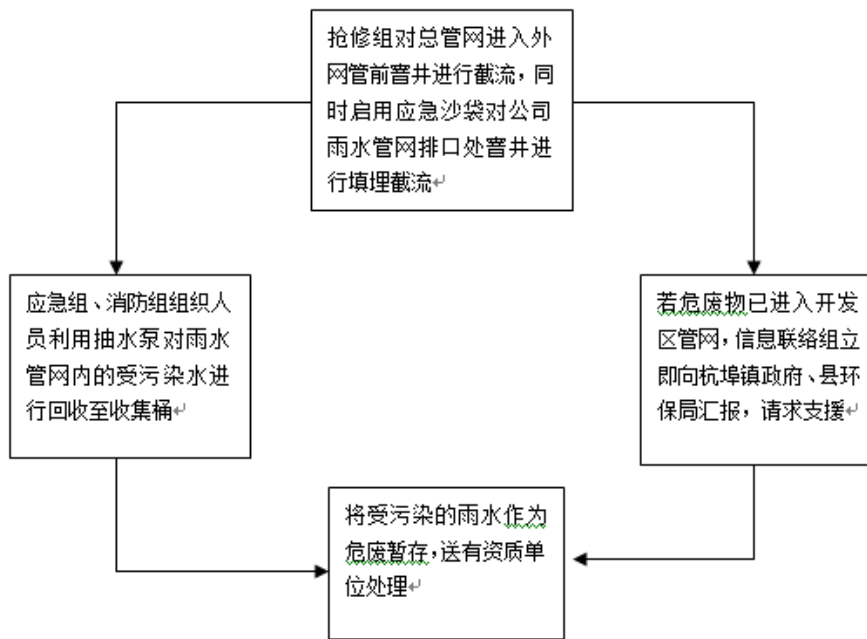 抢修组对总管网进入外
网管前窨井进行截流，同
时启用应急沙袋对公司
雨水管网排口处窨井进
行填埋截流
应急组、消防组组织人
员利用抽水泵对雨水
管网内的受污染水进
行回收至收集桶
若危废物已进入开发
区管网，信息联络组立
即向杭埠镇政府、县环
保局汇报，请求支援
将受污染的雨水作为
危废暂存，送有资质单
位处理